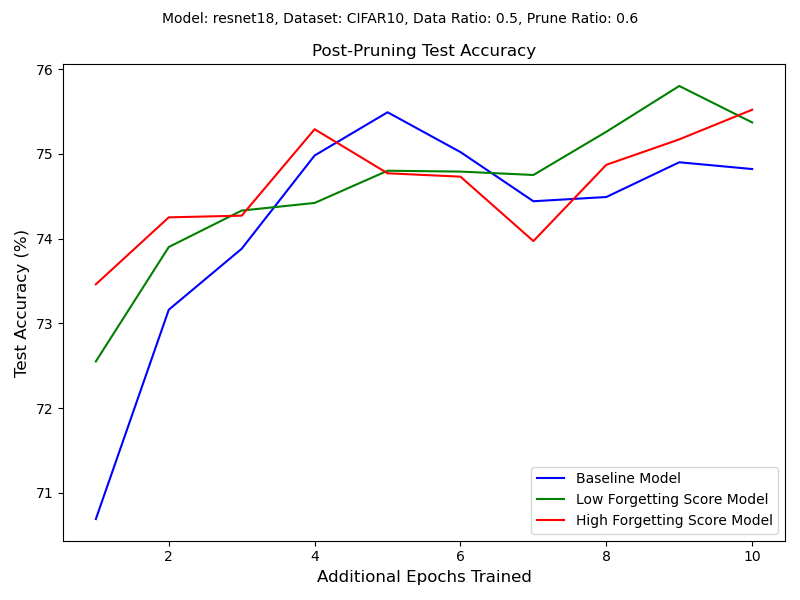 Model: resnet18, Dataset: CIFAR10, Data Ratio: 0.5, Prune Ratio: 0.6
Post-Pruning Test Accuracy
76
75
74
73
72
71
Test Accuracy (%)
2 4 6 8 10
Additional Epochs Trained
Baseline Model
Low Forgetting Score Model
High Forgetting Score Model